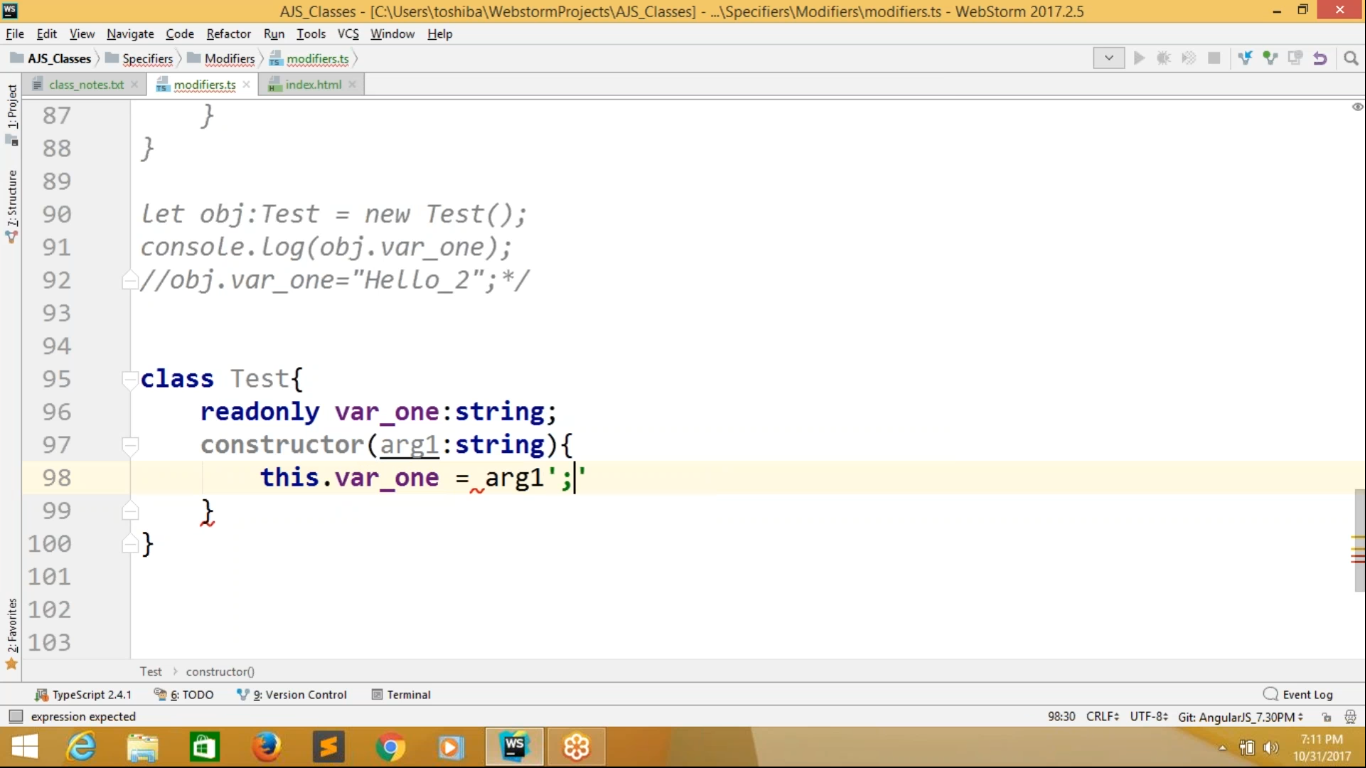 AJS_Classes - [C:\Users\toshiba\WebstormProjects\AJS_Classes] - ...\Specifiers\Modifiers\modifiers.ts - WebStorm 2017.2.5
File Edit View Navigate Code Refactor Run Tools VCS Window Help
AJS_Classes Specifiers Modifiers modifiers.ts
class_notes.txt modifiers.ts index.html
1: Project
7: Structure
2: Favorites
87 }
88 }
89
90 let obj:Test = new Test();
91 console.log(obj.var_one);
92 //obj.var_one="Hello_2";*/
93
94
95 class Test{
96 readonly var_one:string;
97 constructor(arg1:string){
98 this.var_one = arg1';'
99 }
100 }
101
102
103
Test constructor()
TypeScript 2.4.1 6: TODO 9: Version Control Terminal Event Log
expression expected 98:30 CRLF UTF-8 Git: AngularJS_7.30PM
7:11 PM
10/31/2017